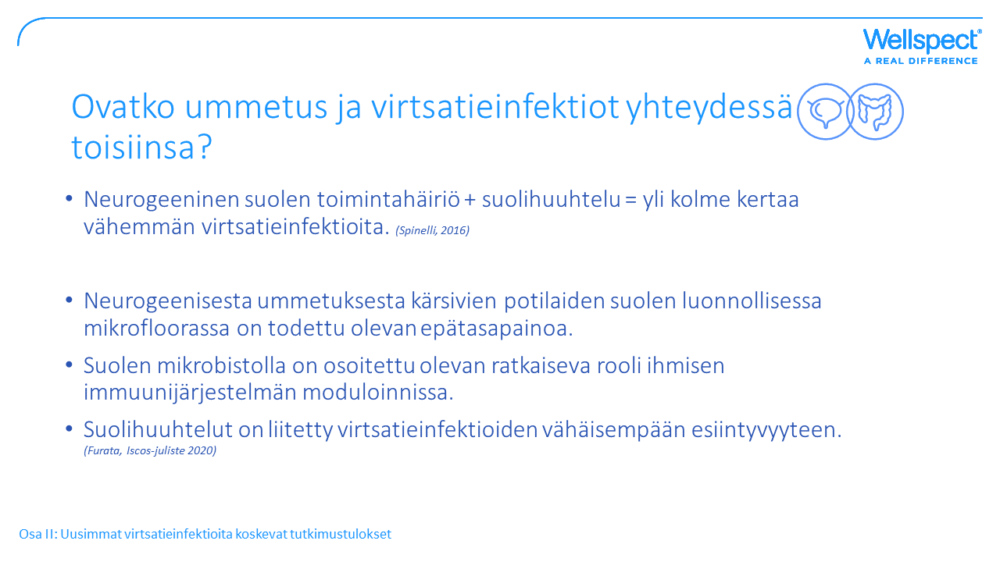 Wellspect®
A REAL DIFFERENCE
Ovatko ummetus ja virtsatieinfektiot yhteydessä
toisiinsa?
• Neurogeeninen suolen toimintahäiriö + suolihuuhtelu = yli kolme kertaa
vähemmän virtsatieinfektioita. (Spinelli, 2016)
• Neurogeenisesta ummetuksesta kärsivien potilaiden suolen luonnollisessa
mikrofloorassa on todettu olevan epätasapainoa.
• Suolen mikrobistolla on osoitettu olevan ratkaiseva rooli ihmisen
immuunijärjestelmän moduloinnissa.
• Suolihuuhtelut on liitetty virtsatieinfektioiden vähäisempään esiintyvyyteen.
(Furata, Iscos-juliste 2020)
Osa II: Uusimmat virtsatieinfektioita koskevat tutkimustulokset